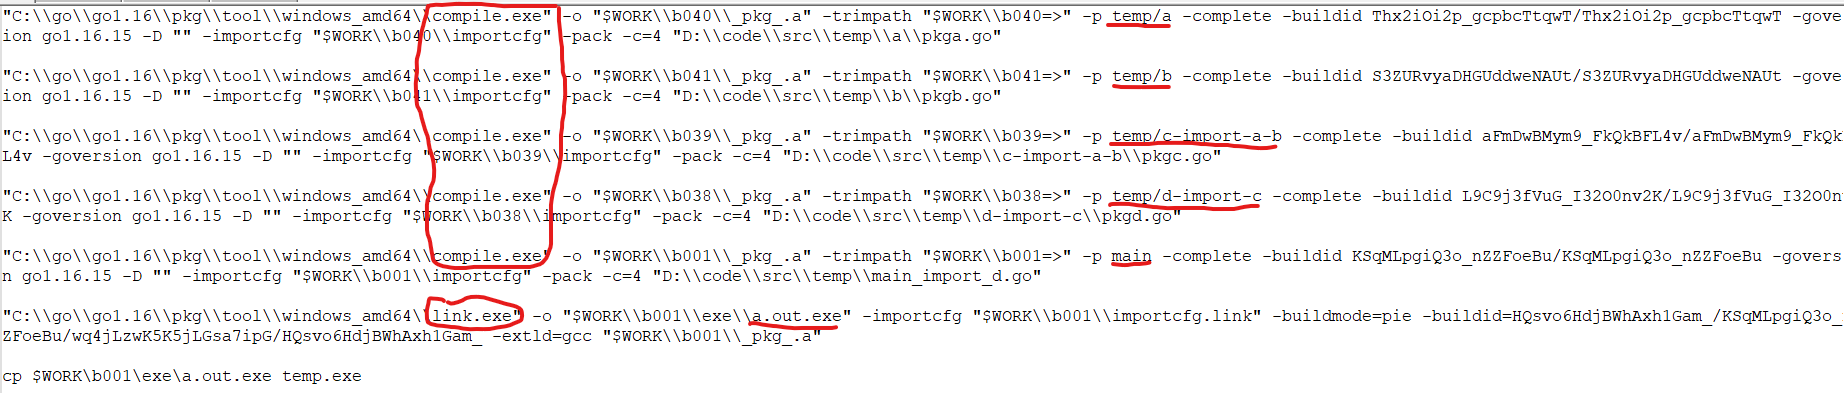 "C:\\go\\go1.16\\pkg\\tool\\windows_amd64\\compile.exe" -o "$WORK\\b040\\_pkg_.a" -trimpath "$WORK\\b040=>" -p temp/a -complete -buildid Thx2iOi2p_gcpbcTtqwT/Thx2iOi2p_gcpbcTtqwT -gove
ion go1.16.15 -D "" -importcfg "$WORK\\b040\\importcfg" -pack -c=4 "D:\\code\\src\\temp\\a\\pkga.go"
"C:\\go\\go1.16\\pkg\\tool\\windows_amd64\\compile.exe" -o "$WORK\\b041\\_pkg_.a" -trimpath "$WORK\\b041=>" -p temp/b -complete -buildid S3ZURvyaDHGUddweNAUt/S3ZURvyaDHGUddweNAUt -gove
ion go1.16.15 -D "" -importcfg "$WORK\\b041\\importcfg" -pack -c=4 "D:\\code\\src\\temp\\b\\pkgb.go"
"C:\\go\\go1.16\\pkg\\tool\\windows_amd64\\compile.exe" -o "$WORK\\b039\\_pkg_.a" -trimpath "$WORK\\b039=>" -p temp/c-import-a-b -complete -buildid aFmDwBMym9_FkQkBFL4v/aFmDwBMym9_FkQk
L4v -goversion go1.16.15 -D "" -importcfg "$WORK\\b039\\importcfg" -pack -c=4 "D:\\code\\src\\temp\\c-import-a-b\\pkgc.go"
"C:\\go\\go1.16\\pkg\\tool\\windows_amd64\\compile.exe" -o "$WORK\\b038\\_pkg_.a" -trimpath "$WORK\\b038=>" -p temp/d-import-c -complete -buildid L9C9j3fVuG_I32O0nv2K/L9C9j3fVuG_I32O0n
K -goversion go1.16.15 -D "" -importcfg "$WORK\\b038\\importcfg" -pack -c=4 "D:\\code\\src\\temp\\d-import-c\\pkgd.go"
"C:\\go\\go1.16\\pkg\\tool\\windows_amd64\\compile.exe" -o "$WORK\\b001\\_pkg_.a" -trimpath "$WORK\\b001=>" -p main -complete -buildid KSqMLpgiQ3o_nZZFoeBu/KSqMLpgiQ3o_nZZFoeBu -govers
n go1.16.15 -D "" -importcfg "$WORK\\b001\\importcfg" -pack -c=4 "D:\\code\\src\\temp\\main_import_d.go"
"C:\\go\\go1.16\\pkg\\tool\\windows_amd64\\link.exe" -o "$WORK\\b001\\exe\\a.out.exe" -importcfg "$WORK\\b001\\importcfg.link" -buildmode=pie -buildid=HQsvo6HdjBWhAxh1Gam_/KSqMLpgiQ3o_
ZFoeBu/wq4jLzwK5K5jLGsa7ipG/HQsvo6HdjBWhAxh1Gam_ -extld=gcc "$WORK\\b001\\_pkg_.a"
cp $WORK\b001\exe\a.out.exe temp.exe